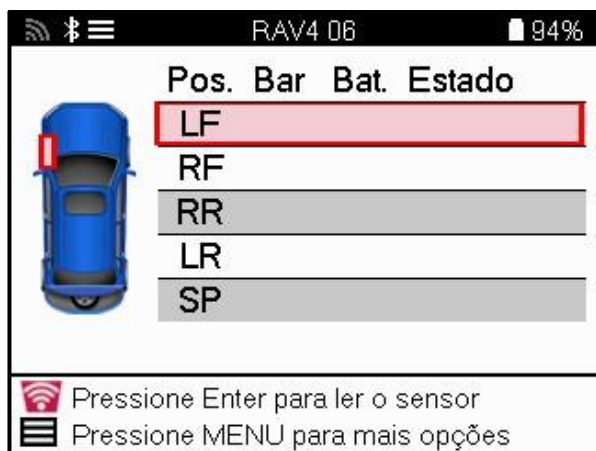 RAV4 06 94%
Pos. Bar Bat. Estado
LF
RF
RR
LR
SP
Pressione Enter para ler o sensor
Pressione MENU para mais opções